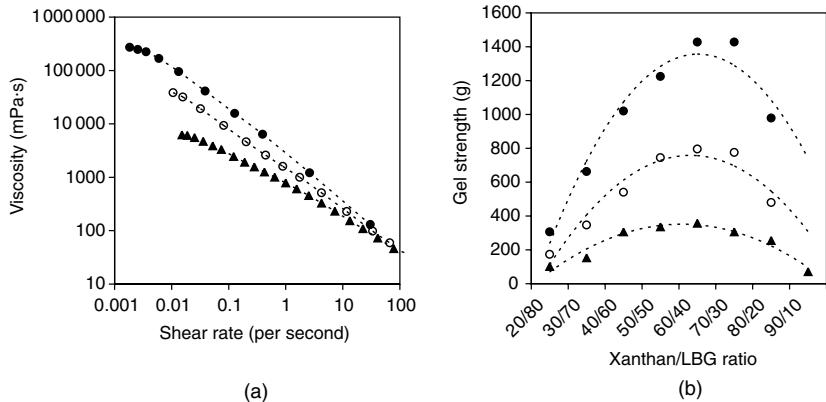 1000 000
100 000
10 000
1000
100
10
Viscosity (mPa·s)
0.001 0.01 0.1 1 10 100
Shear rate (per second)
(a)
1600
1400
1200
1000
800
600
400
200
0
Gel strength (g)
20/80 30/70 40/60 50/50 60/40 70/30 80/20 90/10
Xanthan/LBG ratio
(b)